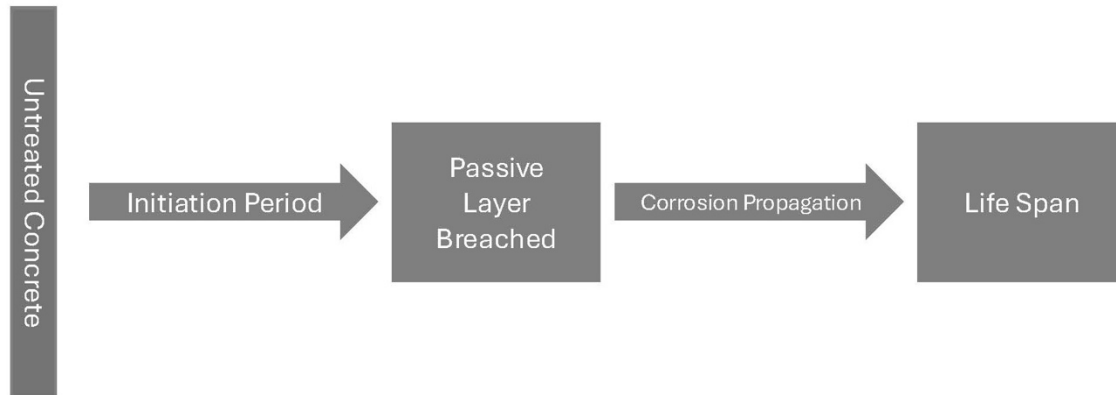 Untreated Concrete
Initiation Period
Passive
Layer
Breached
Corrosion Propagation
Life Span